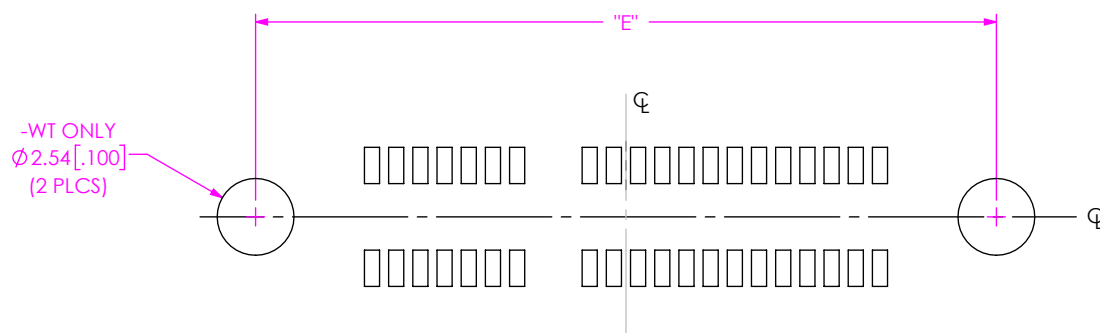 "E"
℄
-WT ONLY
Ø2.54[.100]
(2 PLCS)
℄